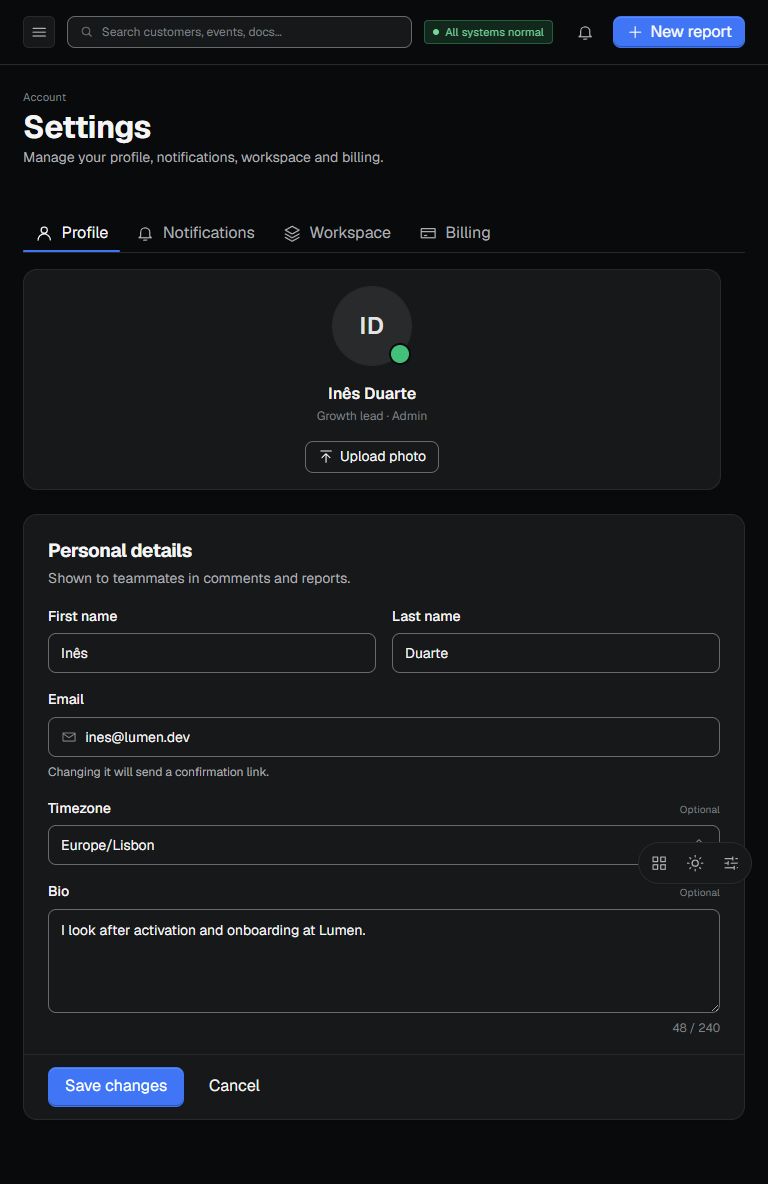 Search customers, events, docs...
All systems normal
New report
Account
Settings
Manage your profile, notifications, workspace and billing.
Profile
Notifications
Workspace
Billing
ID
Inês Duarte
Growth lead · Admin
Upload photo
Personal details
Shown to teammates in comments and reports.
First name
Last name
Inês
Duarte
Email
ines@lumen.dev
Changing it will send a confirmation link.
Timezone
Optional
Europe/Lisbon
Bio
Optional
I look after activation and onboarding at Lumen.
48 / 240
Save changes
Cancel